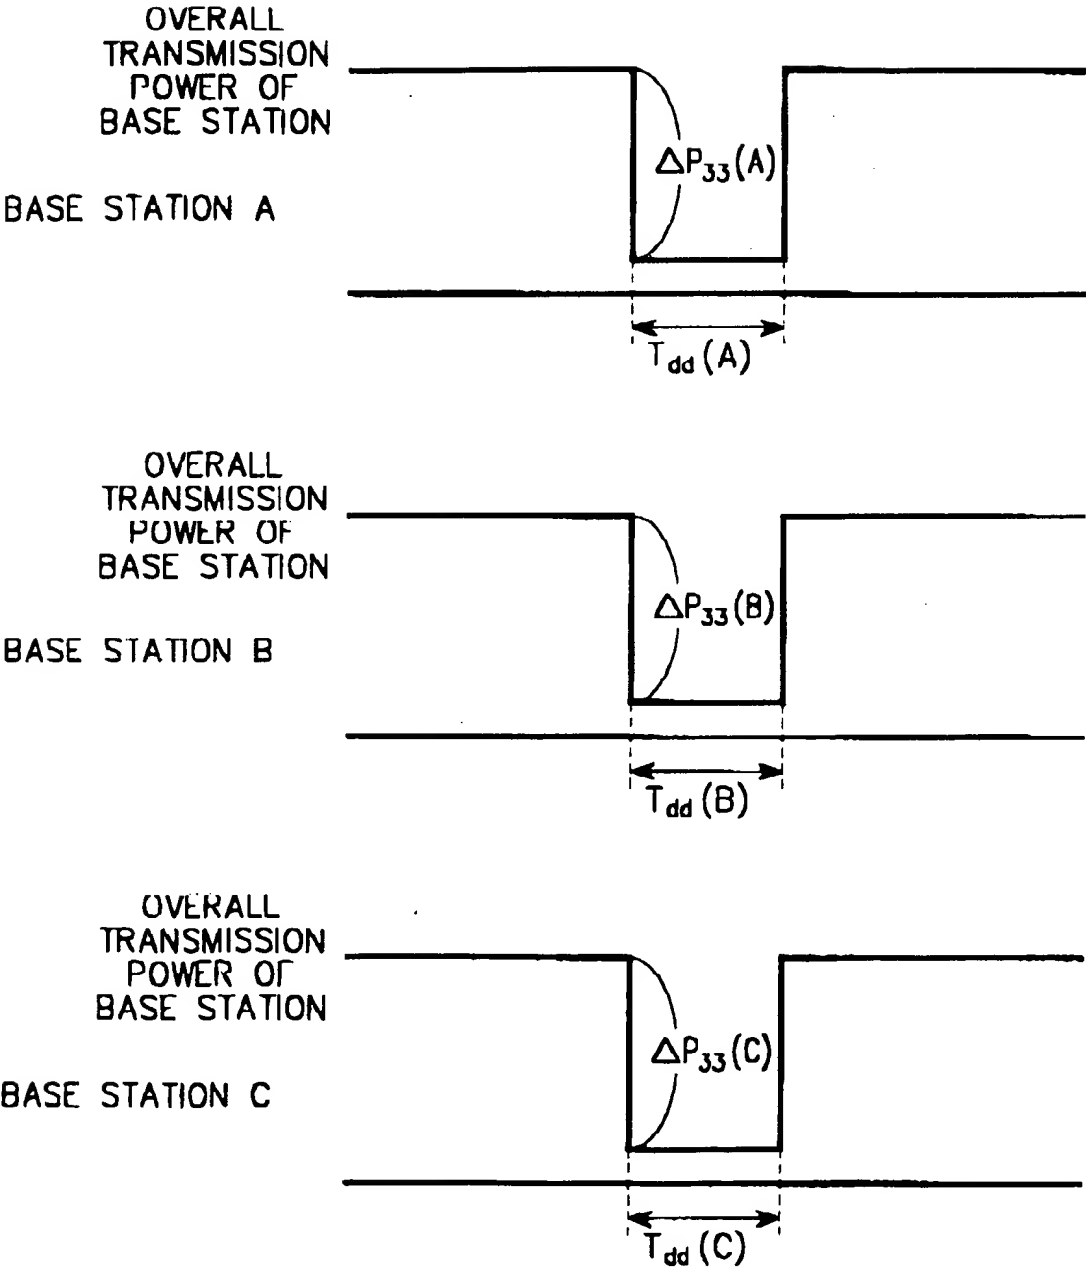 OVERALL
TRANSMISSION
POWER OF
BASE STATION
ΔP33(A)
BASE STATION A
Tdd(A)
OVERALL
TRANSMISSION
POWER OF
BASE STATION
ΔP33(B)
BASE STATION B
Tdd(B)
OVERALL
TRANSMISSION
POWER OF
BASE STATION
ΔP33(C)
BASE STATION C
Tdd(C)